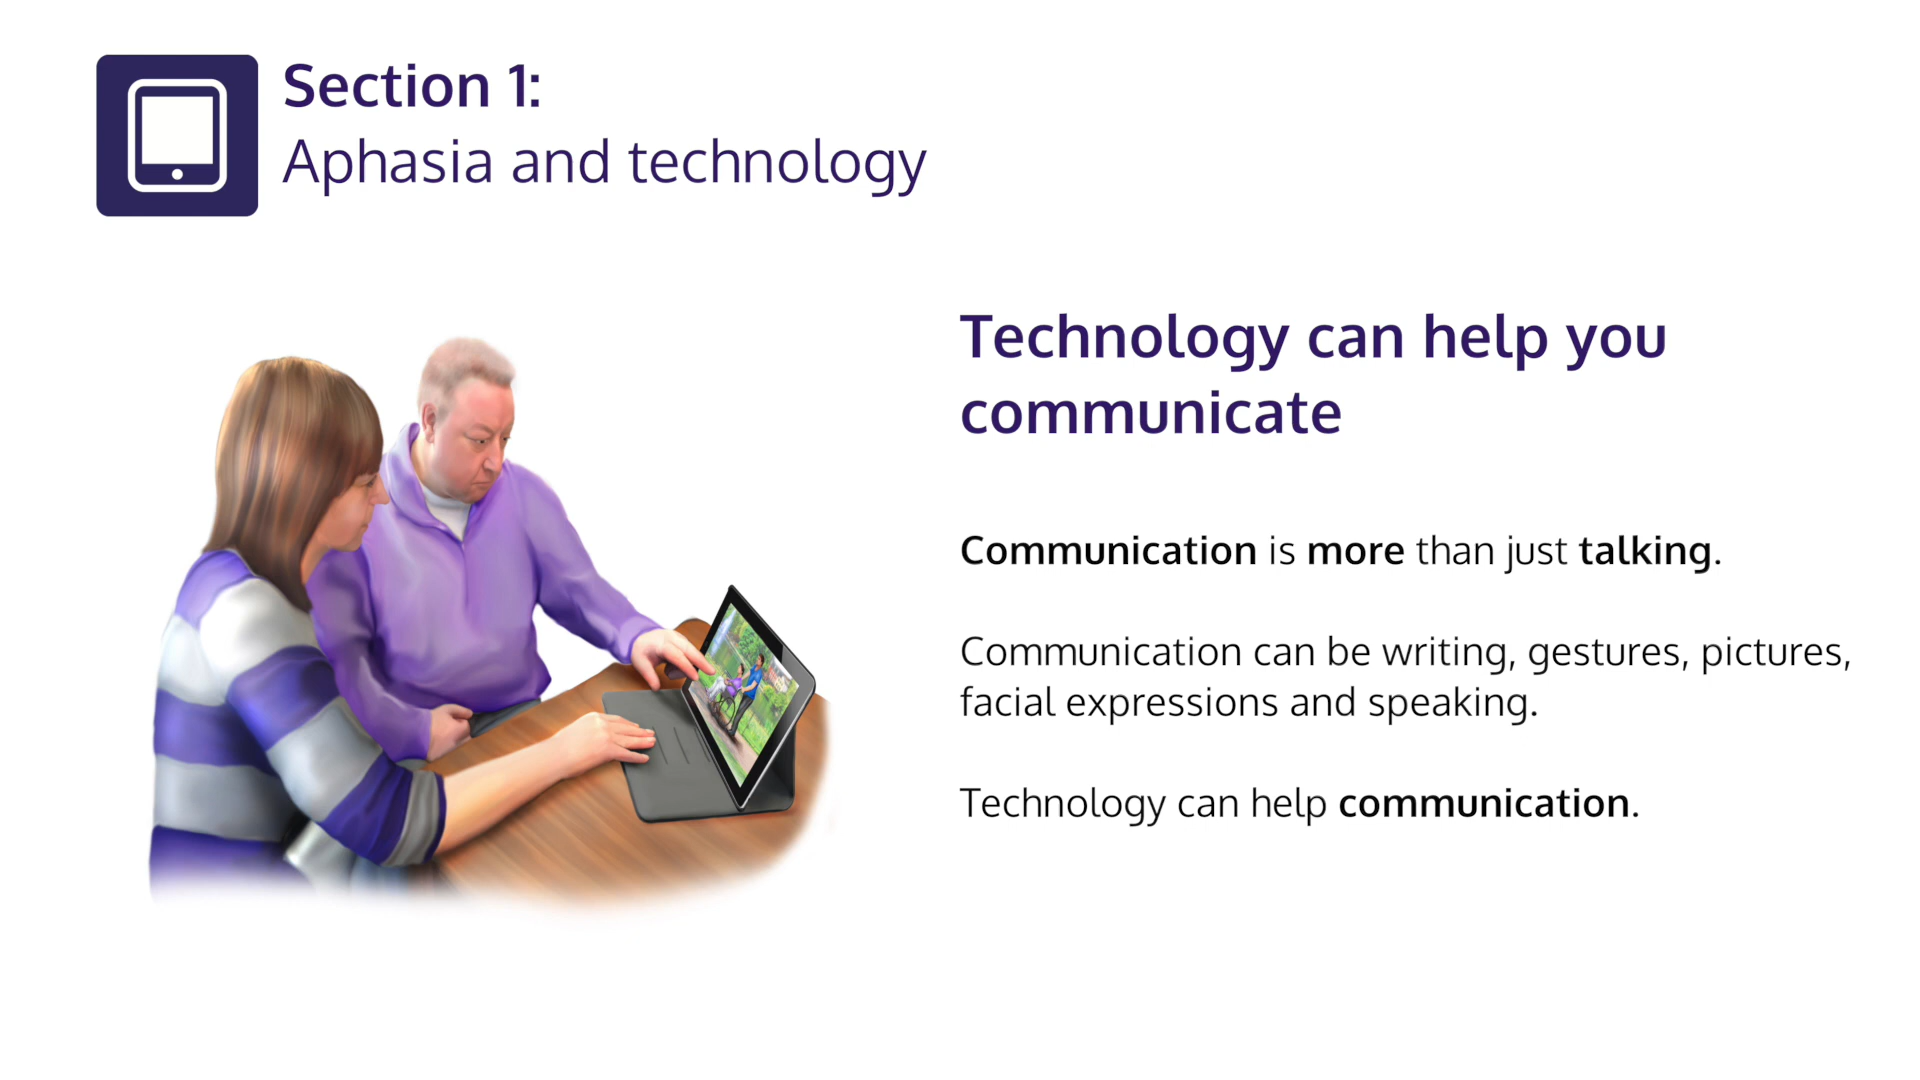 Section 1:
Aphasia and technology
Technology can help you
communicate
Communication is more than just talking.
Communication can be writing, gestures, pictures,
facial expressions and speaking.
Technology can help communication.